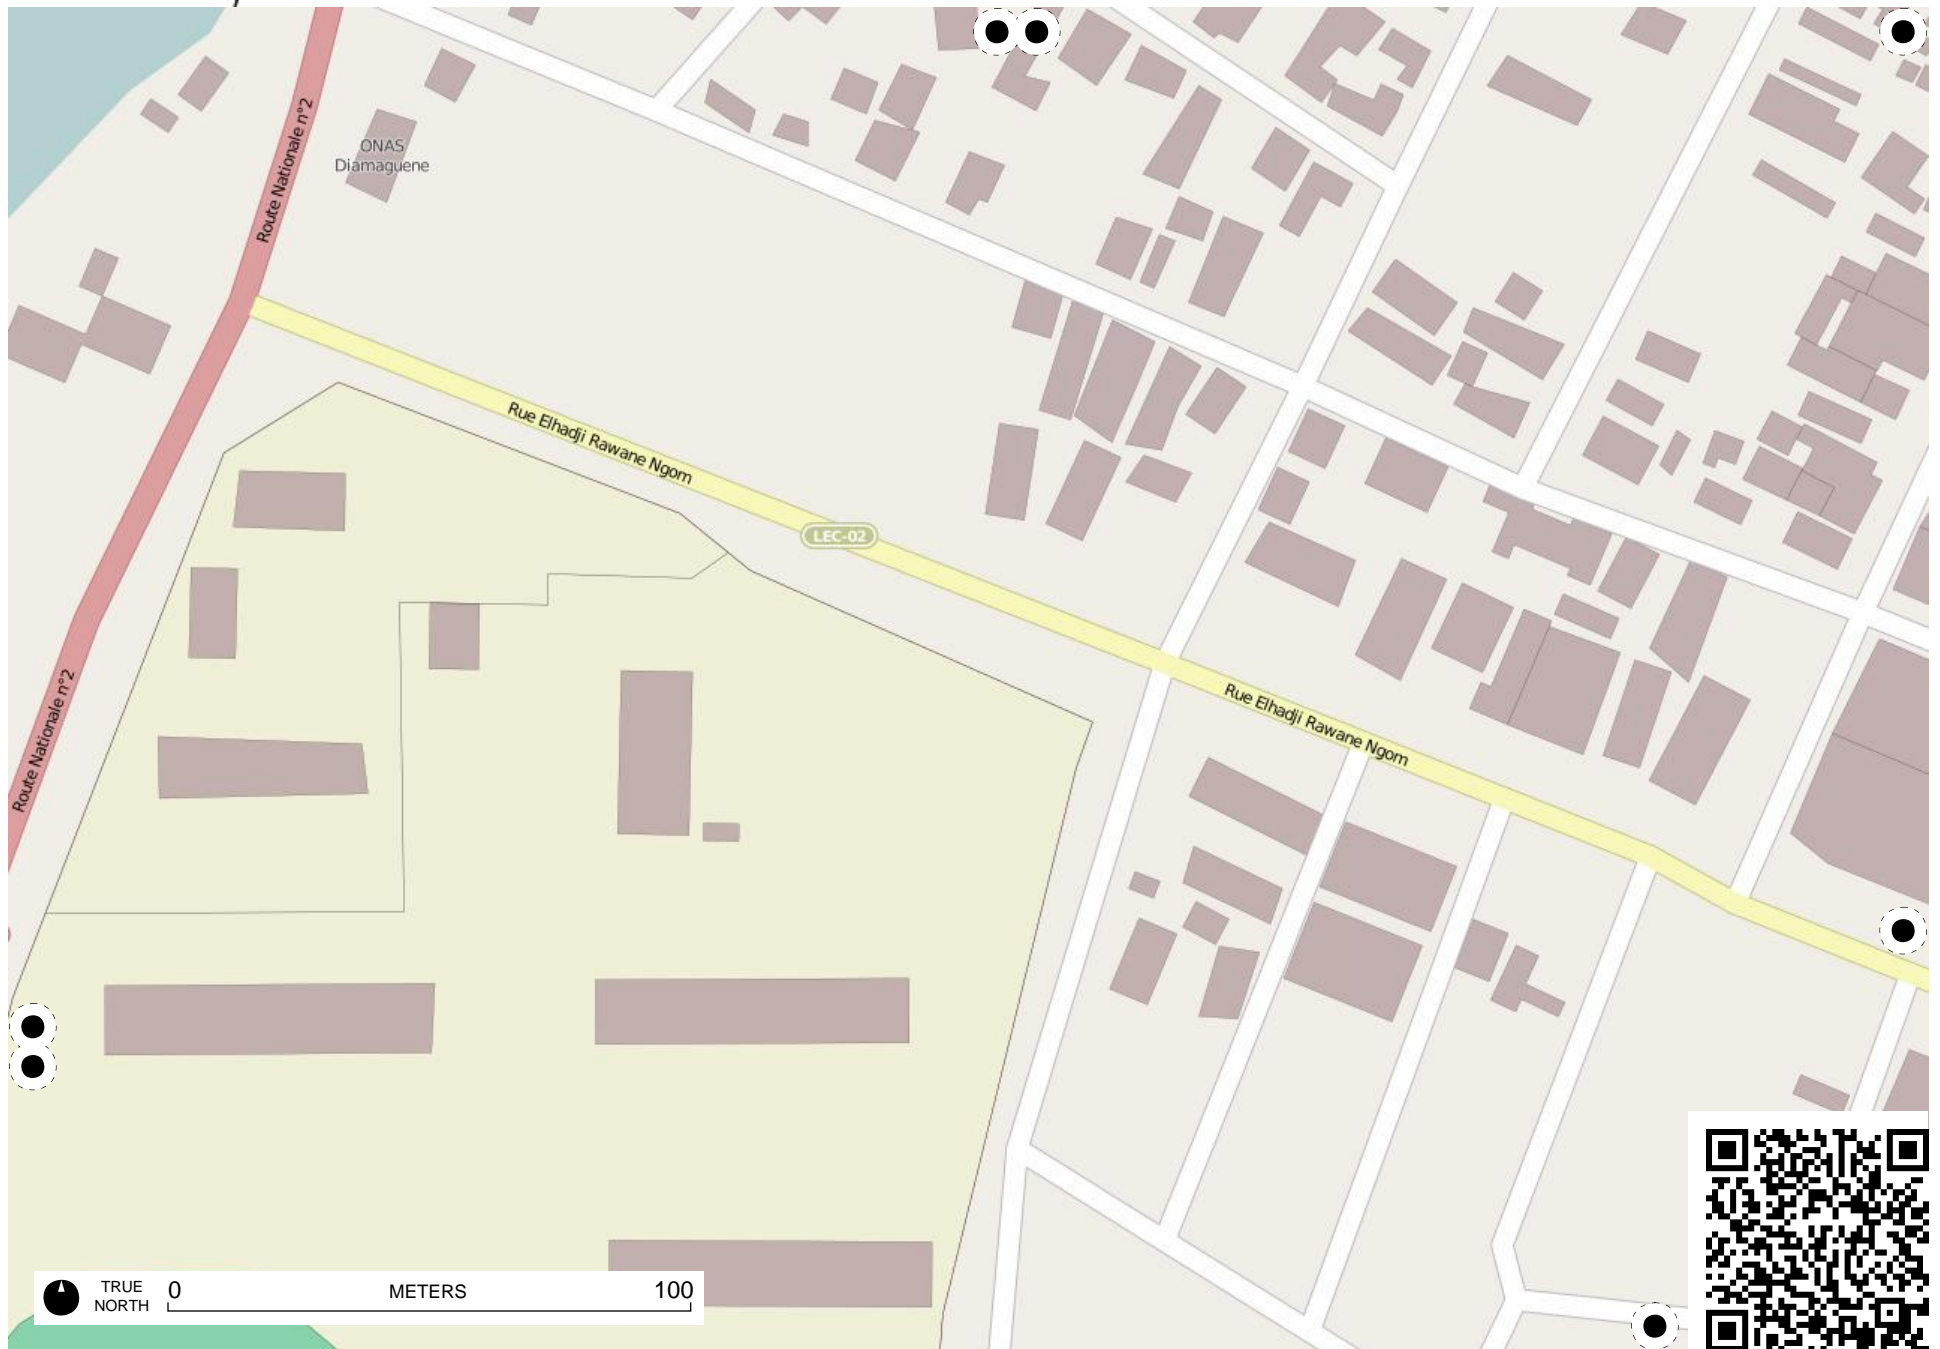 Route Nationale n°2
ONAS
Diamaguene
Rue Elhadji Rawane Ngom
LEC-02
Rue Elhadji Rawane Ngom
Route Nationale n°2
TRUE
NORTH
0 METERS 100